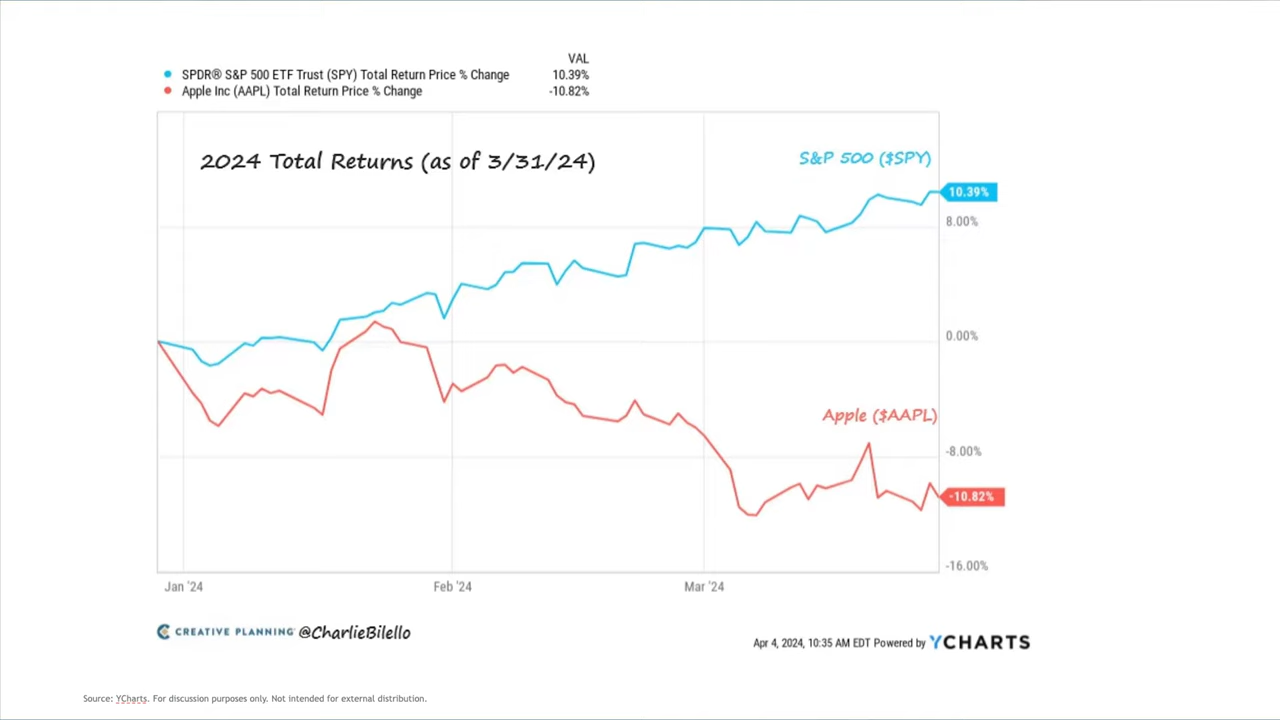 VAL
SPDR® S&P 500 ETF Trust (SPY) Total Return Price % Change 10.39%
Apple Inc (AAPL) Total Return Price % Change -10.82%
2024 Total Returns (as of 3/31/24)
S&P 500 ($SPY)
10.39%
8.00%
0.00%
Apple ($AAPL)
-8.00%
-10.82%
-16.00%
Jan '24 Feb '24 Mar '24
CREATIVE PLANNING @CharlieBilello
Apr 4, 2024, 10:35 AM EDT Powered by YCHARTS
Source: YCharts. For discussion purposes only. Not intended for external distribution.